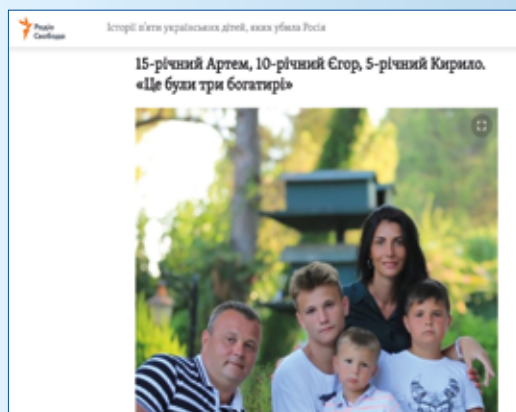 Радіо
Свобода
Історії п'яти українських дітей, яких убила Росія
15-річний Артем, 10-річний Єгор, 5-річний Кирило.
«Це були три богатирі»